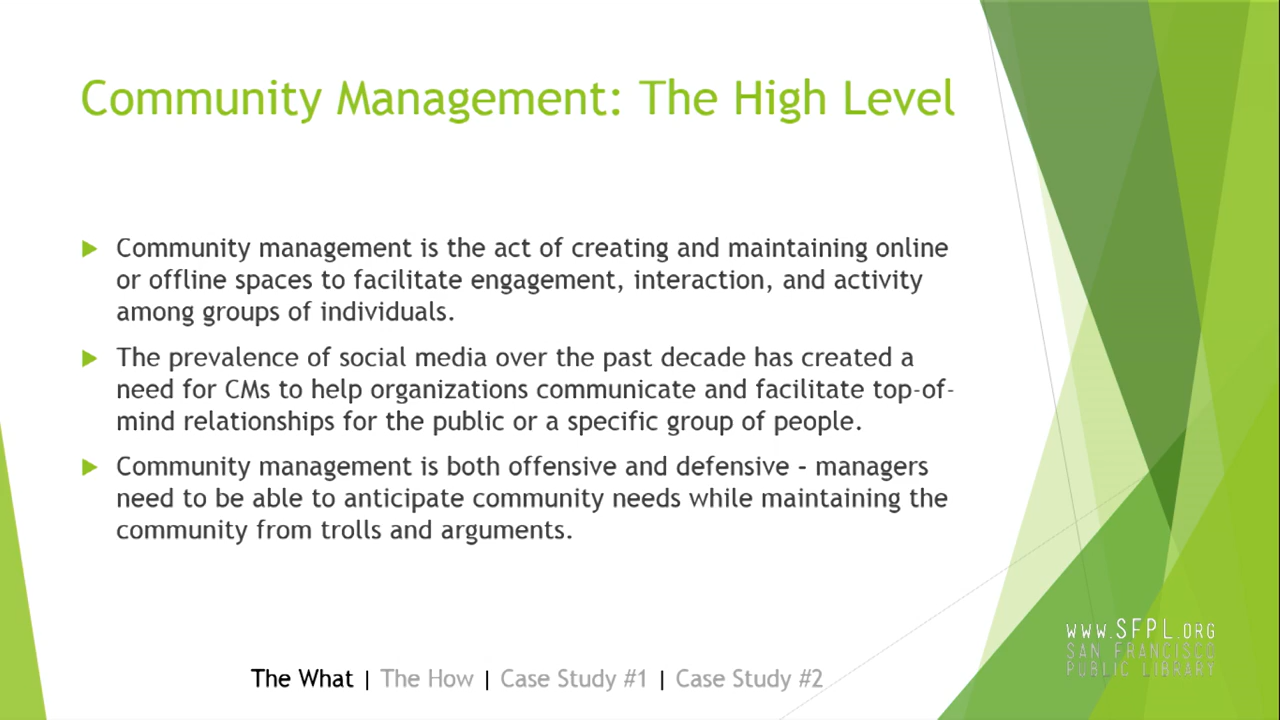 Community Management: The High Level
Community management is the act of creating and maintaining online
or offline spaces to facilitate engagement, interaction, and activity
among groups of individuals.
The prevalence of social media over the past decade has created a
need for CMs to help organizations communicate and facilitate top-of-
mind relationships for the public or a specific group of people.
Community management is both offensive and defensive – managers
need to be able to anticipate community needs while maintaining the
community from trolls and arguments.
The What | The How | Case Study #1 | Case Study #2
WWW.SFPL.ORG
SAN FRANCISCO
PUBLIC LIBRARY